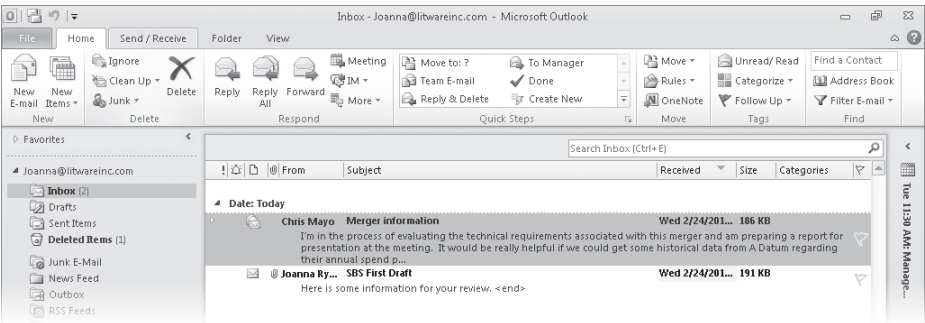 Inbox - Joanna@litwareinc.com - Microsoft Outlook
File Home Send / Receive Folder View
New E-mail
New Items
New
Ignore
Clean Up
Junk
Delete
Delete
Reply
Reply All
Forward
Meeting
IM
More
Respond
Move to: ?
Team E-mail
Reply & Delete
To Manager
Done
Create New
Quick Steps
Move
Rules
OneNote
Move
Unread/ Read
Categorize
Follow Up
Tags
Find a Contact
Address Book
Filter E-mail
Find
Favorites
Joanna@litwareinc.com
Inbox (2)
Drafts
Sent Items
Deleted Items (1)
Junk E-Mail
News Feed
Outbox
RSS Feeds
Search Inbox (Ctrl+E)
! From Subject Received Size Categories
Date: Today
Chris Mayo Merger information Wed 2/24/201... 186 KB
I'm in the process of evaluating the technical requirements associated with this merger and am preparing a report for
presentation at the meeting. It would be really helpful if we could get some historical data from A Datum regarding
their annual spend p...
Joanna Ry... SBS First Draft Wed 2/24/201... 191 KB
Here is some information for your review. <end>
Tue 11:30 AM: Manage...